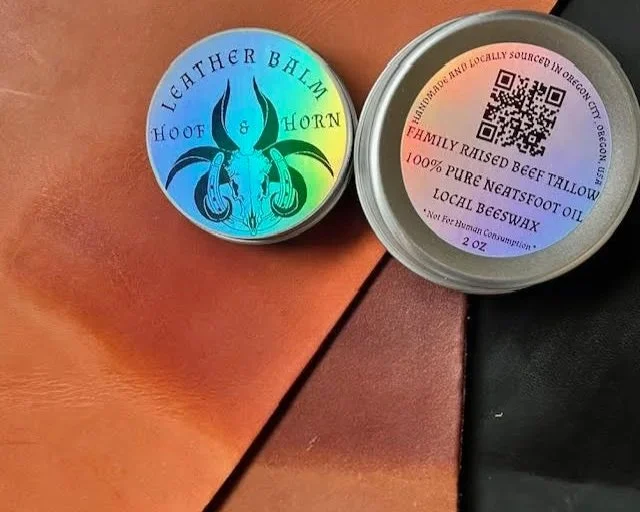 LEATHER BALM
HOOF & HORN
HANDMADE AND LOCALLY SOURCED IN OREGON CITY, OREGON, USA
FAMILY RAISED BEEF TALLOW
100% PURE NEATSFOOT OIL
LOCAL BEESWAX
*Not For Human Consumption*
2 OZ